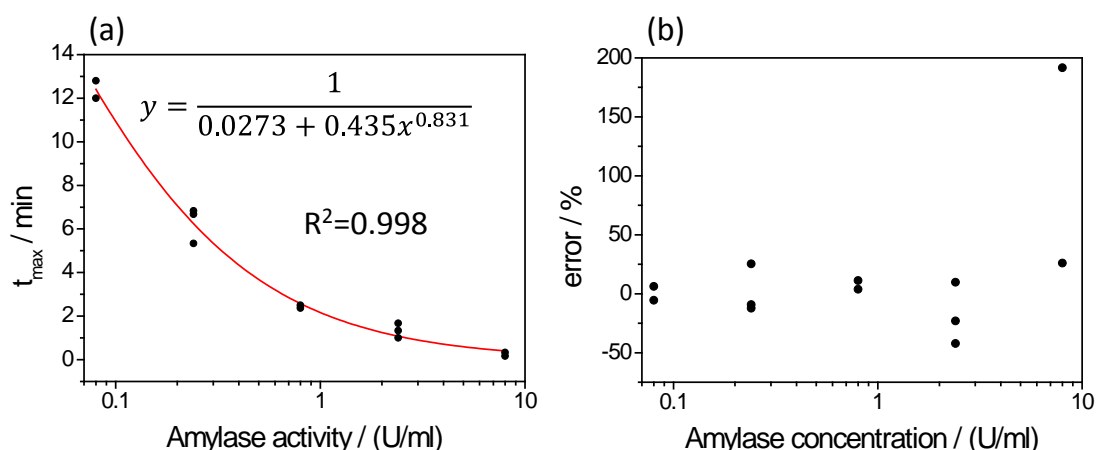 (a)
14
12
10
8
6
4
2
0
t_max / min
y = 1 / (0.0273 + 0.435x^0.831)
R²=0.998
0.1 1 10
Amylase activity / (U/ml)
(b)
200
150
100
50
0
-50
error / %
0.1 1 10
Amylase concentration / (U/ml)